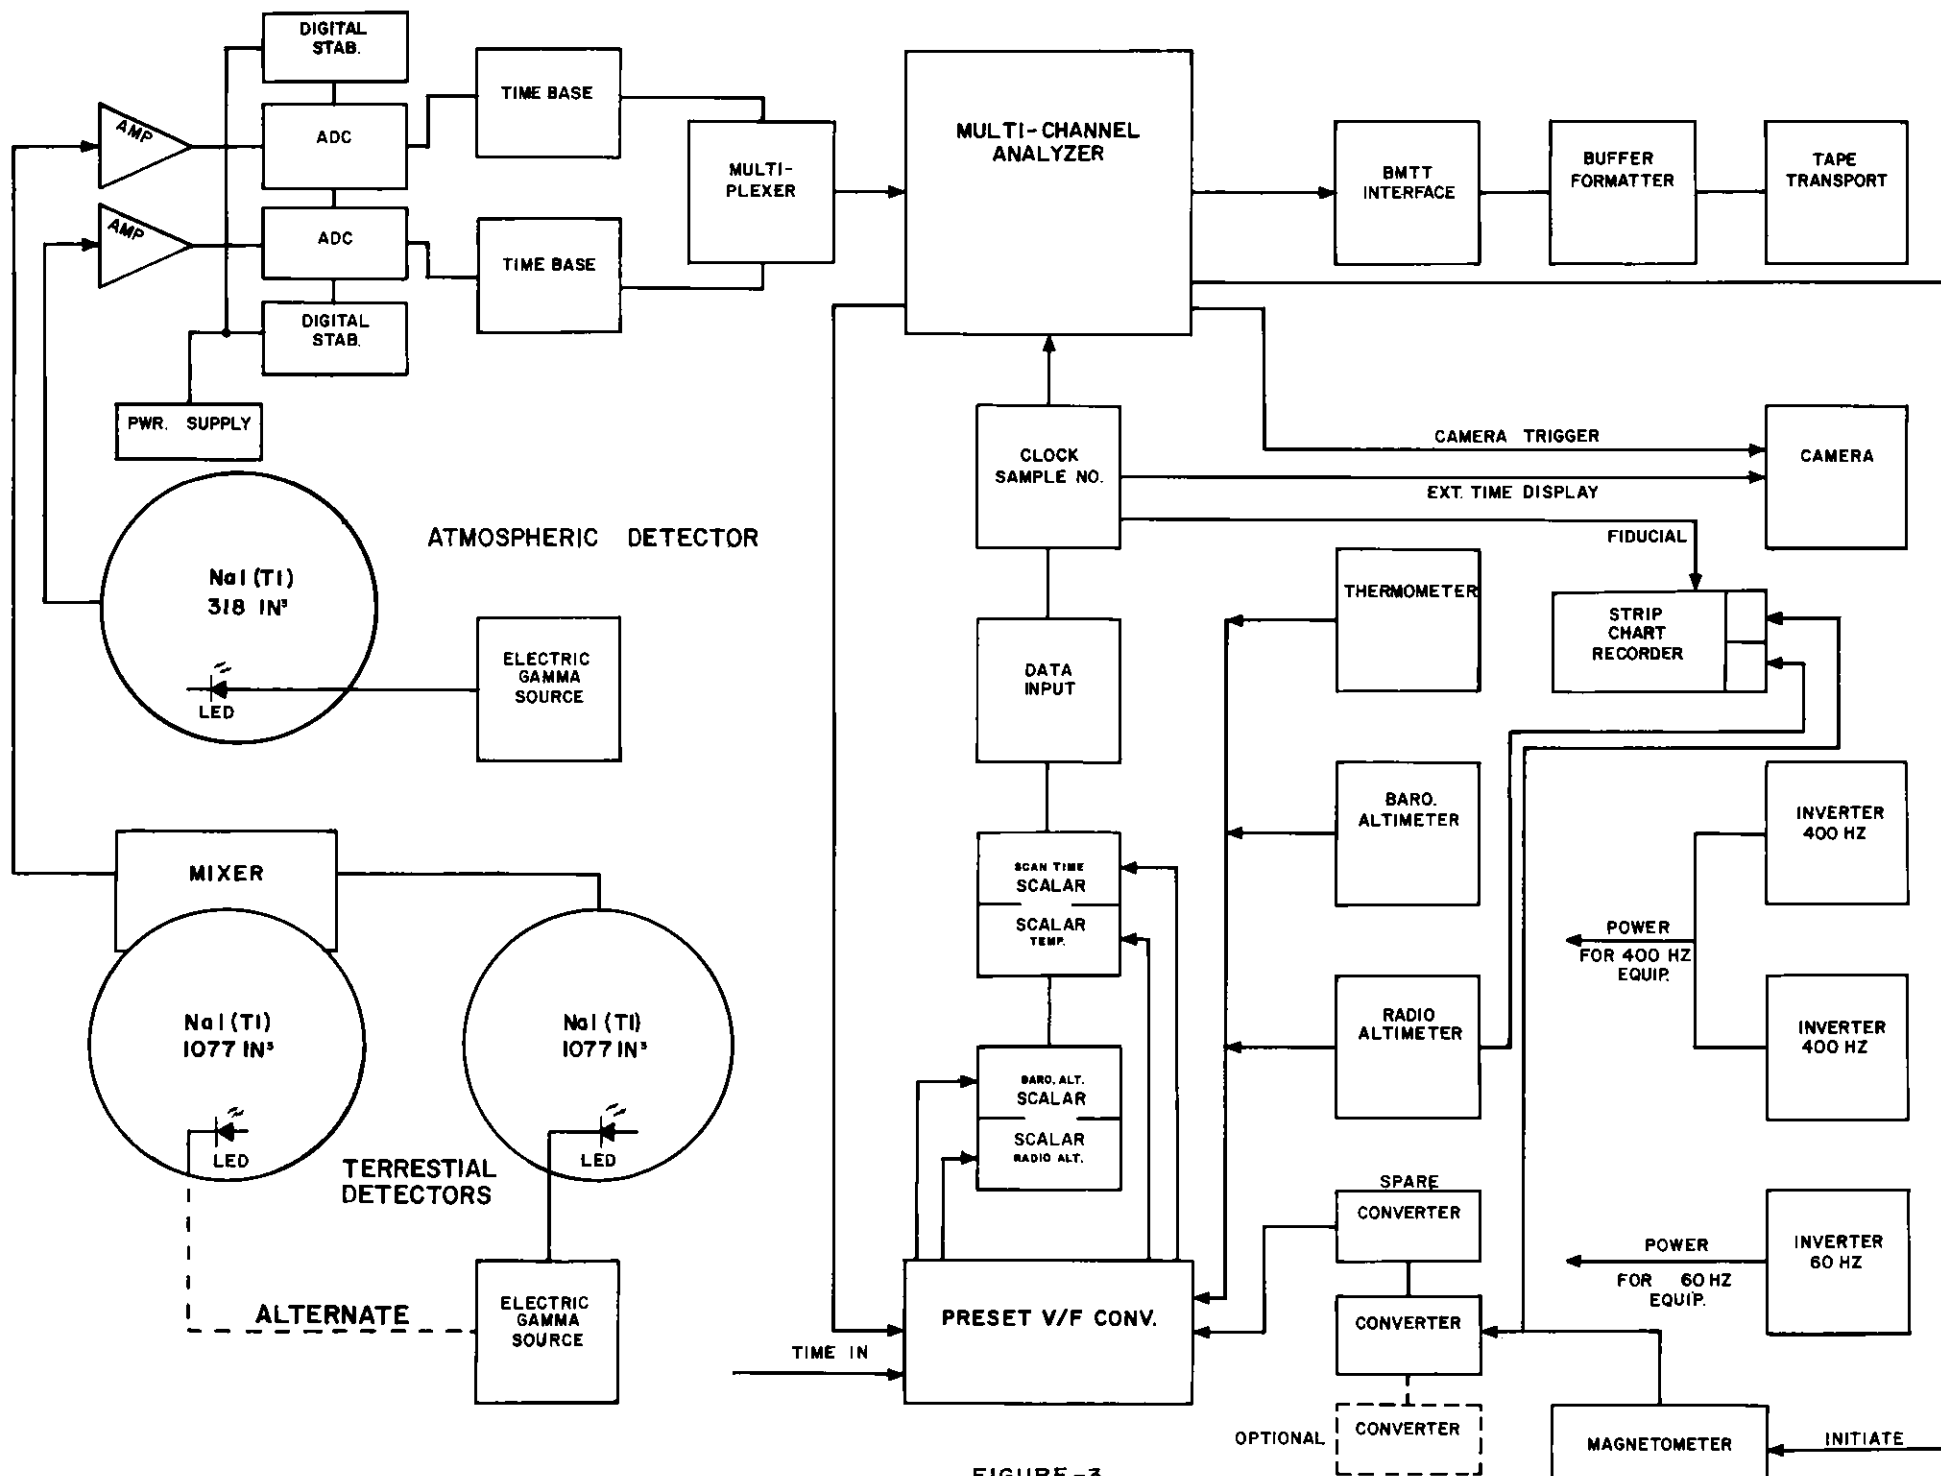 DIGITAL
STAB.
AMP
ADC
TIME BASE
MULTI-
PLEXER
AMP
ADC
TIME BASE
DIGITAL
STAB.
PWR. SUPPLY
MULTI-CHANNEL
ANALYZER
BMTT
INTERFACE
BUFFER
FORMATTER
TAPE
TRANSPORT
CLOCK
SAMPLE NO.
CAMERA TRIGGER
EXT. TIME DISPLAY
CAMERA
FIDUCIAL
ATMOSPHERIC DETECTOR
NaI (Tl)
318 IN³
LED
ELECTRIC
GAMMA
SOURCE
DATA
INPUT
THERMOMETER
STRIP
CHART
RECORDER
BARO.
ALTIMETER
INVERTER
400 HZ
MIXER
SCAN TIME
SCALAR
SCALAR
TEMP.
POWER
FOR 400 HZ
EQUIP.
NaI (Tl)
1077 IN³
LED
NaI (Tl)
1077 IN³
LED
TERRESTIAL
DETECTORS
RADIO
ALTIMETER
INVERTER
400 HZ
BARO. ALT.
SCALAR
SCALAR
RADIO ALT.
SPARE
CONVERTER
POWER
FOR 60 HZ
EQUIP.
INVERTER
60 HZ
ALTERNATE
ELECTRIC
GAMMA
SOURCE
TIME IN
PRESET V/F CONV.
CONVERTER
OPTIONAL
CONVERTER
MAGNETOMETER
INITIATE
FIGURE-3